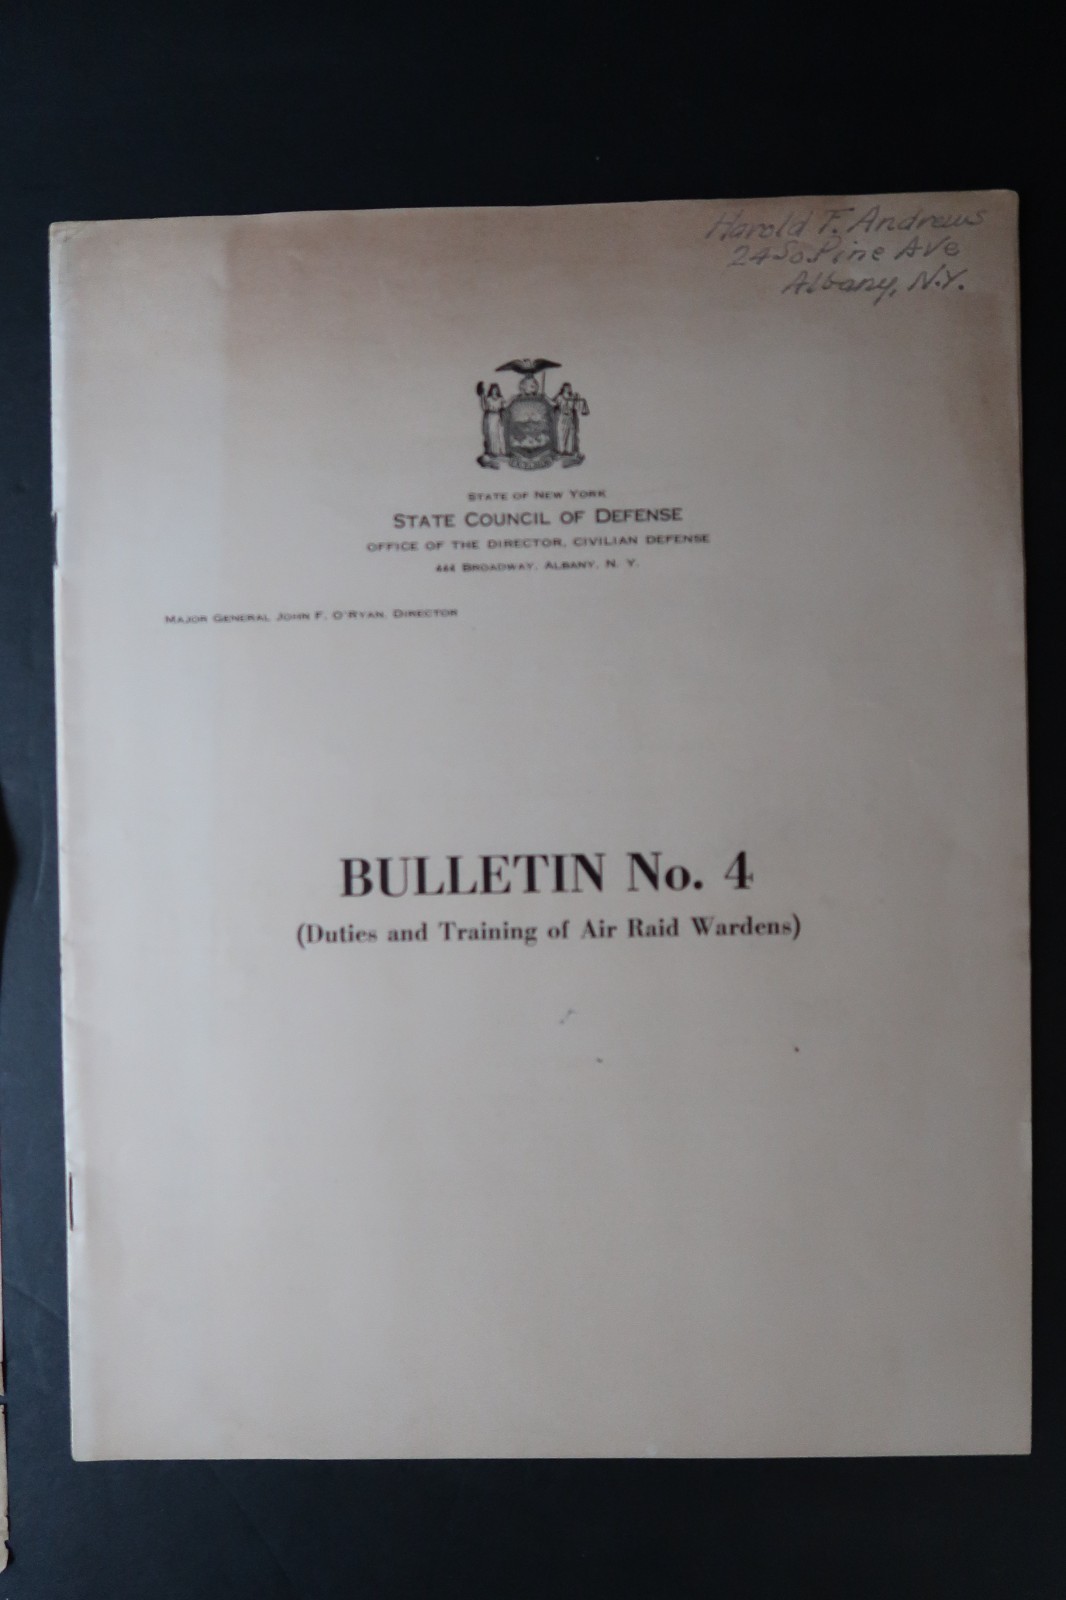 Harold F. Andrews
24 So. Pine Ave
Albany, N.Y.
STATE OF NEW YORK
STATE COUNCIL OF DEFENSE
OFFICE OF THE DIRECTOR, CIVILIAN DEFENSE
444 BROADWAY, ALBANY, N. Y.
MAJOR GENERAL JOHN F. O'RYAN, DIRECTOR
BULLETIN No. 4
(Duties and Training of Air Raid Wardens)